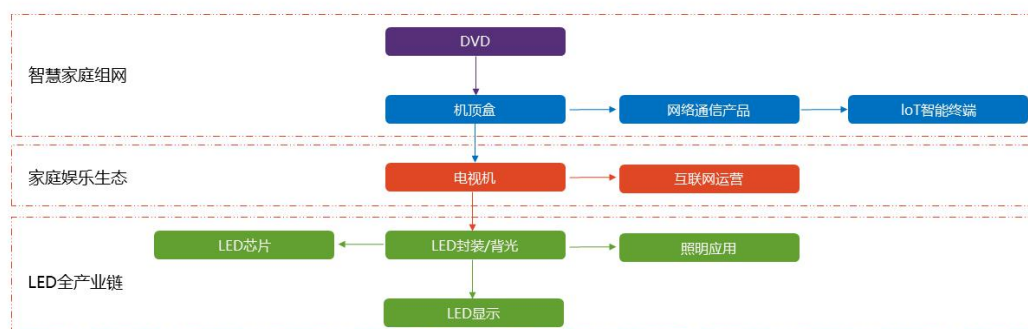 DVD
智慧家庭组网
机顶盒
网络通信产品
IoT智能终端
家庭娱乐生态
电视机
互联网运营
LED芯片
LED封装/背光
照明应用
LED全产业链
LED显示